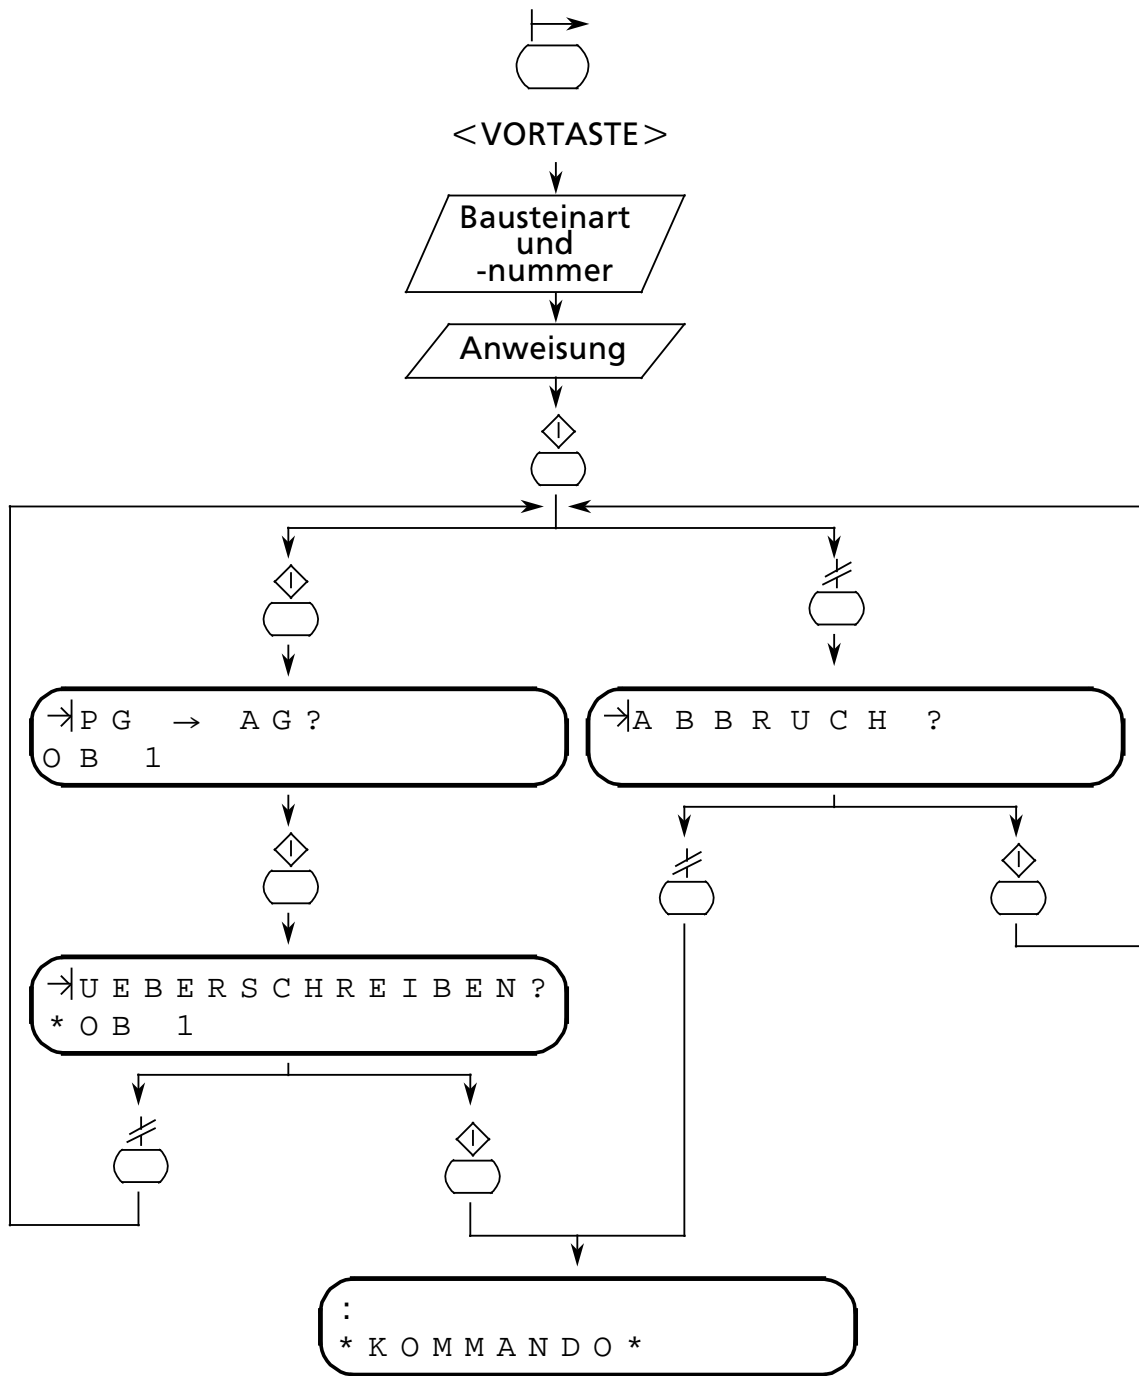 <VORTASTE>
Bausteinart
und
-nummer
Anweisung
PG → AG?
OB 1
ABBRUCH ?
UEBERSCHREIBEN?
*OB 1
:
*KOMMANDO*